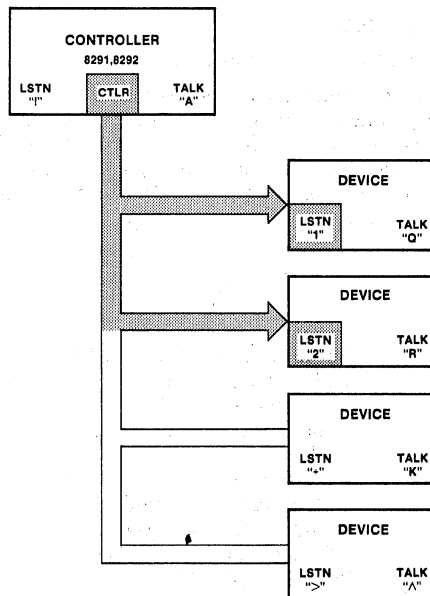 CONTROLLER
8291,8292
LSTN
"!"
CTLR
TALK
"A"
DEVICE
LSTN
"1"
TALK
"Q"
DEVICE
LSTN
"2"
TALK
"R"
DEVICE
LSTN
"+"
TALK
"K"
DEVICE
LSTN
">"
TALK
"^"